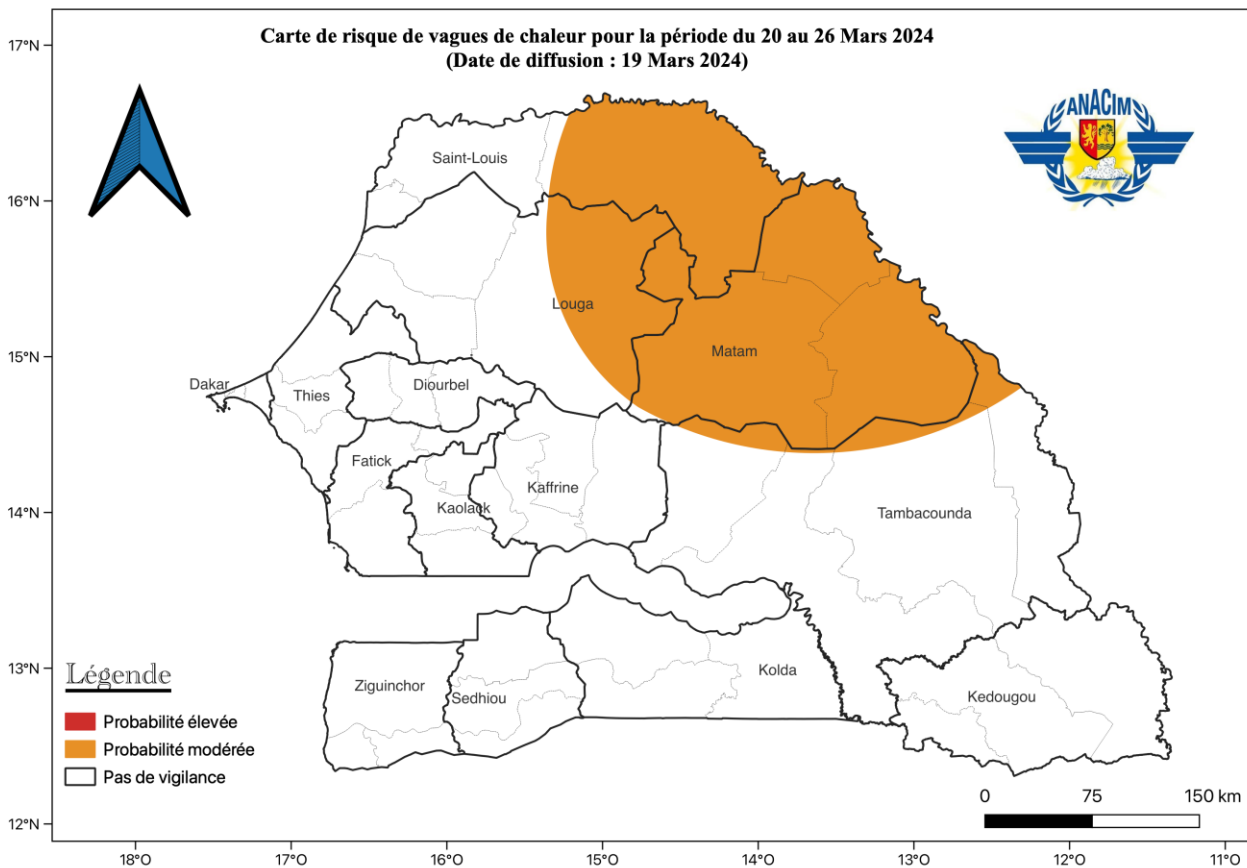 Carte de risque de vagues de chaleur pour la période du 20 au 26 Mars 2024
(Date de diffusion : 19 Mars 2024)
17°N
16°N
15°N
14°N
13°N
12°N
ANACIM
Saint-Louis
Louga
Matam
Dakar
Thies
Diourbel
Fatick
Kaolack
Kaffrine
Tambacounda
Ziguinchor
Sedhiou
Kolda
Kedougou
Légende
Probabilité élevée
Probabilité modérée
Pas de vigilance
0 75 150 km
18°O 17°O 16°O 15°O 14°O 13°O 12°O 11°O